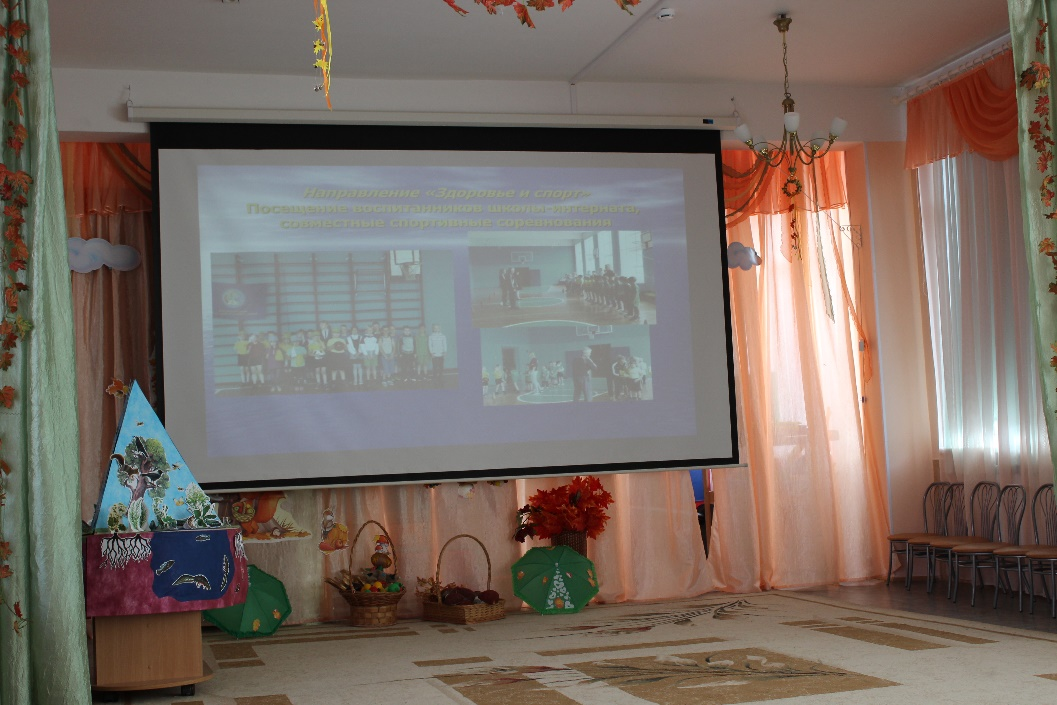 Направление «Здоровье и спорт»
Посещение воспитанников школы-интерната,
совместные спортивные соревнования